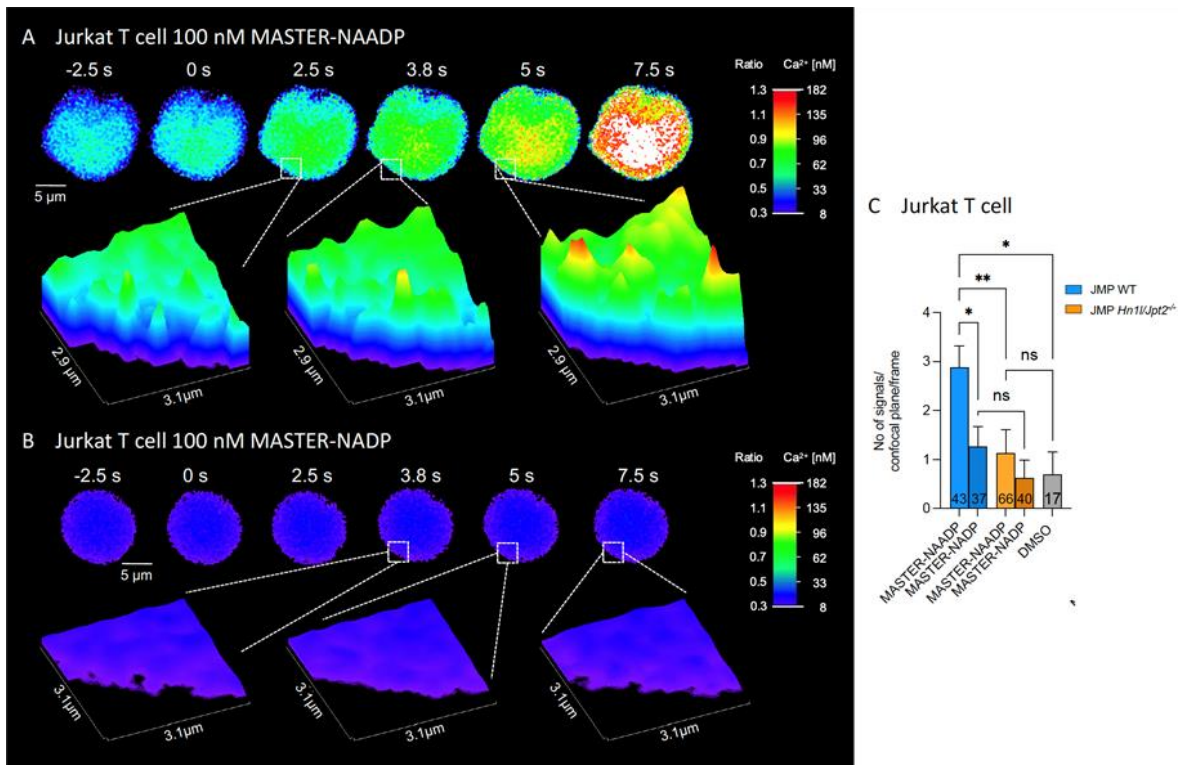 A Jurkat T cell 100 nM MASTER-NAADP
-2.5 s 0 s 2.5 s 3.8 s 5 s 7.5 s
Ratio Ca²⁺ [nM]
1.3 182
1.1 138
0.9 96
0.7 62
0.5 33
0.3 8
5 µm
2.9 µm
3.1µm
2.9 µm
3.1µm
2.9 µm
3.1µm
B Jurkat T cell 100 nM MASTER-NADP
-2.5 s 0 s 2.5 s 3.8 s 5 s 7.5 s
Ratio Ca²⁺ [nM]
1.3 182
1.1 138
0.9 96
0.7 62
0.5 33
0.3 8
5 µm
3.1µm
3.1µm
3.1µm
3.1µm
3.1µm
3.1µm
C Jurkat T cell
JMP WT
JMP Hn1l/Jpt2⁻/⁻
*
**
*
ns
ns
No of signals/
confocal plane/frame
4
3
2
1
0
43 37 66 40 17
MASTER-NAADP
MASTER-NADP
MASTER-NAADP
MASTER-NADP
DMSO